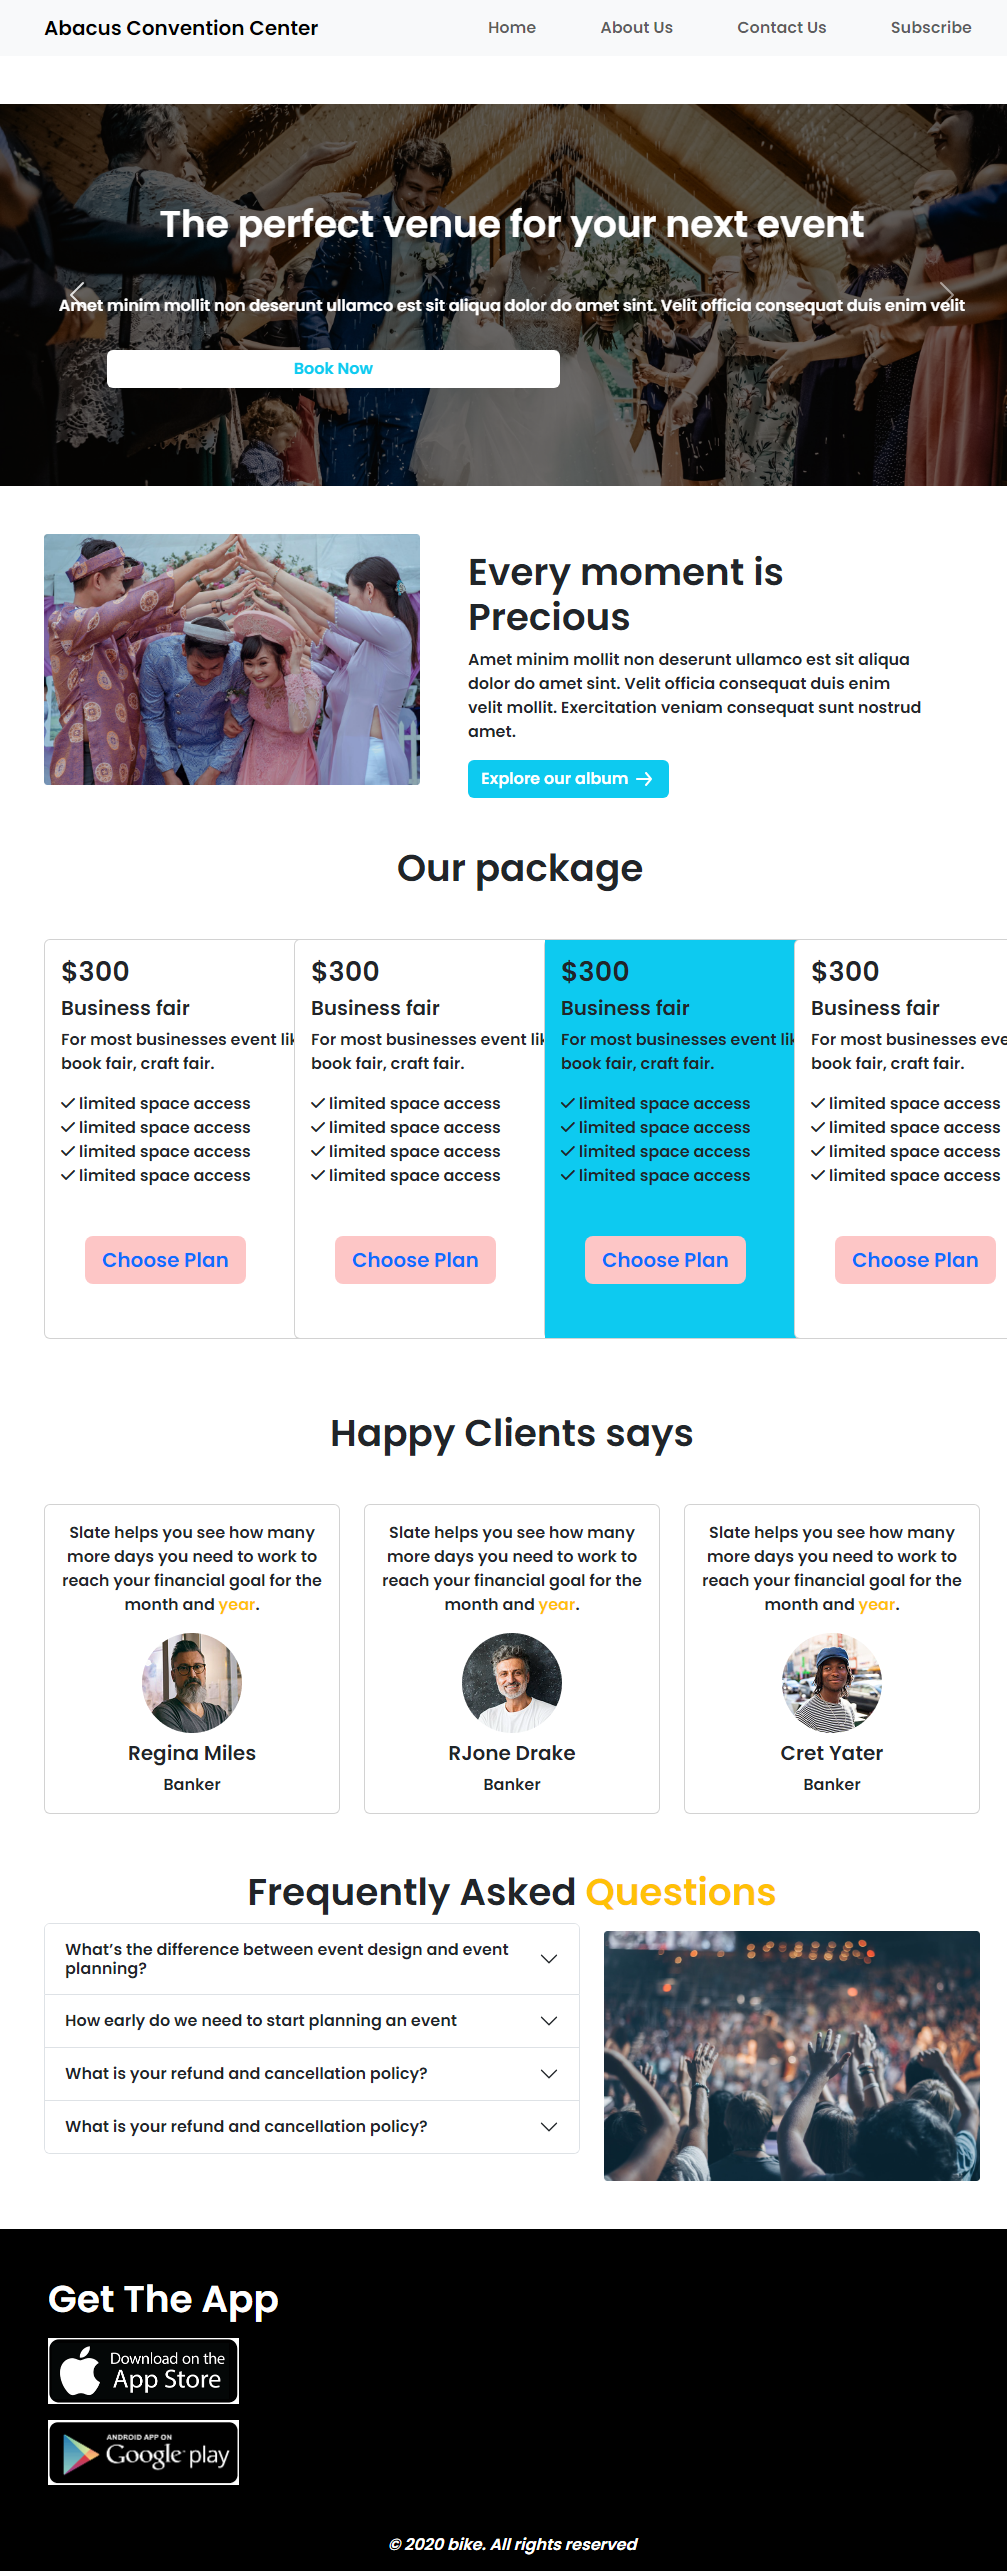 Abacus Convention Center
Home
About Us
Contact Us
Subscribe
The perfect venue for your next event
Amet minim mollit non deserunt ullamco est sit aliqua dolor do amet sint. Velit officia consequat duis enim velit
Book Now
Every moment is
Precious
Amet minim mollit non deserunt ullamco est sit aliqua
dolor do amet sint. Velit officia consequat duis enim
velit mollit. Exercitation veniam consequat sunt nostrud
amet.
Explore our album
Our package
$300
Business fair
For most businesses event lik
book fair, craft fair.
limited space access
limited space access
limited space access
limited space access
Choose Plan
$300
Business fair
For most businesses event lik
book fair, craft fair.
limited space access
limited space access
limited space access
limited space access
Choose Plan
$300
Business fair
For most businesses event lik
book fair, craft fair.
limited space access
limited space access
limited space access
limited space access
Choose Plan
$300
Business fair
For most businesses eve
book fair, craft fair.
limited space access
limited space access
limited space access
limited space access
Choose Plan
Happy Clients says
Slate helps you see how many
more days you need to work to
reach your financial goal for the
month and year.
Regina Miles
Banker
Slate helps you see how many
more days you need to work to
reach your financial goal for the
month and year.
RJone Drake
Banker
Slate helps you see how many
more days you need to work to
reach your financial goal for the
month and year.
Cret Yater
Banker
Frequently Asked Questions
What’s the difference between event design and event
planning?
How early do we need to start planning an event
What is your refund and cancellation policy?
What is your refund and cancellation policy?
Get The App
Download on the
App Store
ANDROID APP ON
Google play
© 2020 bike. All rights reserved